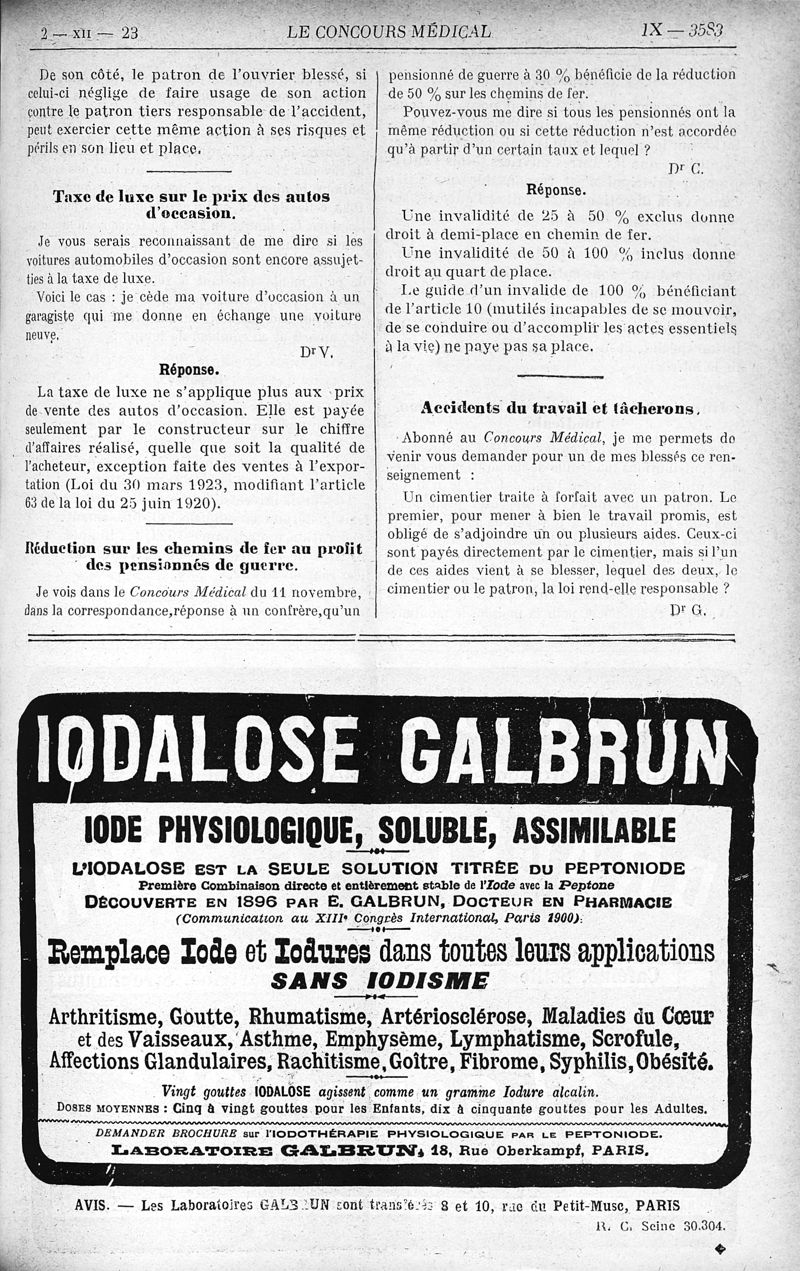 2 — XII — 23
LE CONCOURS MÉDICAL
IX — 3583
De son côté, le patron de l'ouvrier blessé, si
celui-ci néglige de faire usage de son action
contre le patron tiers responsable de l'accident,
peut exercier cette même action à ses risques et
périls en son lieu et place.
Taxe de luxe sur le prix des autos
d'occasion.
Je vous serais reconnaissant de me dire si les
voitures automobiles d'occasion sont encore assujet-
ties à la taxe de luxe.
Voici le cas : je cède ma voiture d'occasion à un
garagiste qui me donne en échange une voiture
neuve.
Dr V.
Réponse.
La taxe de luxe ne s'applique plus aux prix
de vente des autos d'occasion. Elle est payée
seulement par le constructeur sur le chiffre
d'affaires réalisé, quelle que soit la qualité de
l'acheteur, exception faite des ventes à l'expor-
tation (Loi du 30 mars 1923, modifiant l'article
63 de la loi du 25 juin 1920).
Réduction sur les chemins de fer au profit
des pensionnés de guerre.
Je vois dans le Concours Médical du 11 novembre,
dans la correspondance,réponse à un confrère,qu'un
pensionné de guerre à 30 % bénéficie de la réduction
de 50 % sur les chemins de fer.
Pouvez-vous me dire si tous les pensionnés ont la
même réduction ou si cette réduction n'est accordée
qu'à partir d'un certain taux et lequel ?
Dr C.
Réponse.
Une invalidité de 25 à 50 % exclus donne
droit à demi-place en chemin de fer.
Une invalidité de 50 à 100 % inclus donne
droit au quart de place.
Le guide d'un invalide de 100 % bénéficiant
de l'article 10 (mutilés incapables de se mouvoir,
de se conduire ou d'accomplir les actes essentiels
à la vie) ne paye pas sa place.
Accidents du travail et tâcherons.
Abonné au Concours Médical, je me permets de
venir vous demander pour un de mes blessés ce ren-
seignement :
Un cimentier traite à forfait avec un patron. Le
premier, pour mener à bien le travail promis, est
obligé de s'adjoindre un ou plusieurs aides. Ceux-ci
sont payés directement par le cimentier, mais si l'un
de ces aides vient à se blesser, lequel des deux, le
cimentier ou le patron, la loi rend-elle responsable ?
Dr G.
IODALOSE GALBRUN
IODE PHYSIOLOGIQUE, SOLUBLE, ASSIMILABLE
L'IODALOSE EST LA SEULE SOLUTION TITRÉE DU PEPTONIODE
Première Combinaison directe et entièrement stable de l'Iode avec la Peptone
DÉCOUVERTE EN 1896 PAR E. GALBRUN, DOCTEUR EN PHARMACIE
(Communication au XIIIe Congrès International, Paris 1900).
Remplace Iode et Iodures dans toutes leurs applications
SANS IODISME
Arthritisme, Goutte, Rhumatisme, Artériosclérose, Maladies du Cœur
et des Vaisseaux, Asthme, Emphysème, Lymphatisme, Scrofule,
Affections Glandulaires, Rachitisme, Goître, Fibrome, Syphilis, Obésité.
Vingt gouttes IODALOSE agissent comme un gramme Iodure alcalin.
DOSES MOYENNES : Cinq à vingt gouttes pour les Enfants, dix à cinquante gouttes pour les Adultes.
DEMANDER BROCHURE sur l'IODOTHÉRAPIE PHYSIOLOGIQUE PAR LE PEPTONIODE.
LABORATOIRE GALBRUN, 18, Rue Oberkampf, PARIS.
AVIS. — Les Laboratoires GALBRUN sont transférés 8 et 10, rue du Petit-Musc, PARIS
R. C. Seine 30.304.